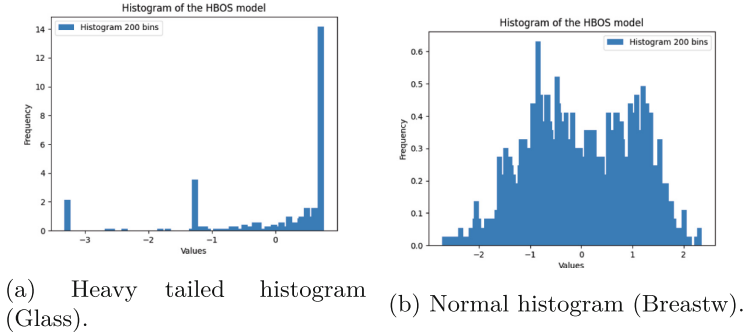 Histogram of the HBOS model
Histogram 200 bins
Frequency
14
12
10
8
6
4
2
0
−3 −2 −1 0
Values
(a) Heavy tailed histogram
(Glass).
Histogram of the HBOS model
Histogram 200 bins
Frequency
0.6
0.5
0.4
0.3
0.2
0.1
0.0
−2 −1 0 1 2
Values
(b) Normal histogram (Breastw).